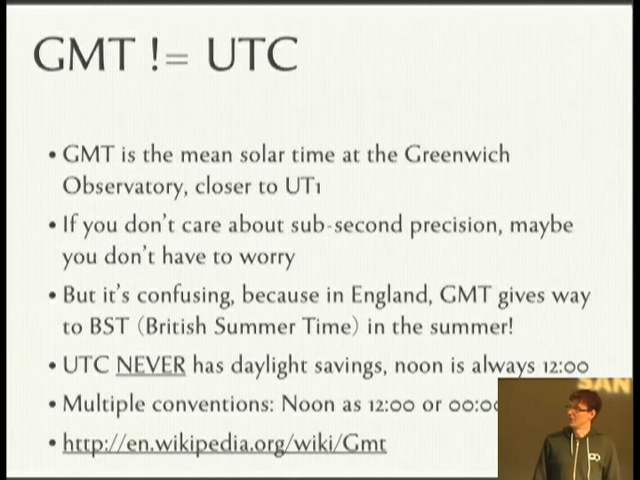 GMT != UTC
• GMT is the mean solar time at the Greenwich
Observatory, closer to UT1
• If you don't care about sub-second precision, maybe
you don't have to worry
• But it's confusing, because in England, GMT gives way
to BST (British Summer Time) in the summer!
• UTC NEVER has daylight savings, noon is always 12:00
• Multiple conventions: Noon as 12:00 or 00:00
SAN
• http://en.wikipedia.org/wiki/Gmt